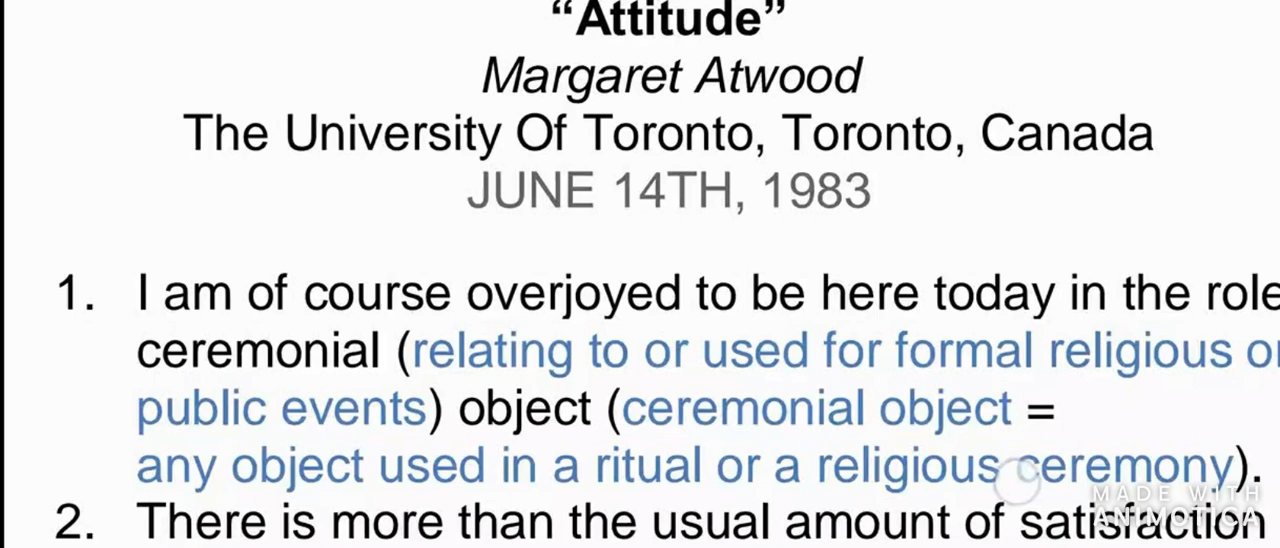 “Attitude”
Margaret Atwood
The University Of Toronto, Toronto, Canada
JUNE 14TH, 1983
1. I am of course overjoyed to be here today in the role
ceremonial (relating to or used for formal religious or
public events) object (ceremonial object =
any object used in a ritual or a religious ceremony).
2. There is more than the usual amount of satisfaction
MADE WITH
ANIMOTICA